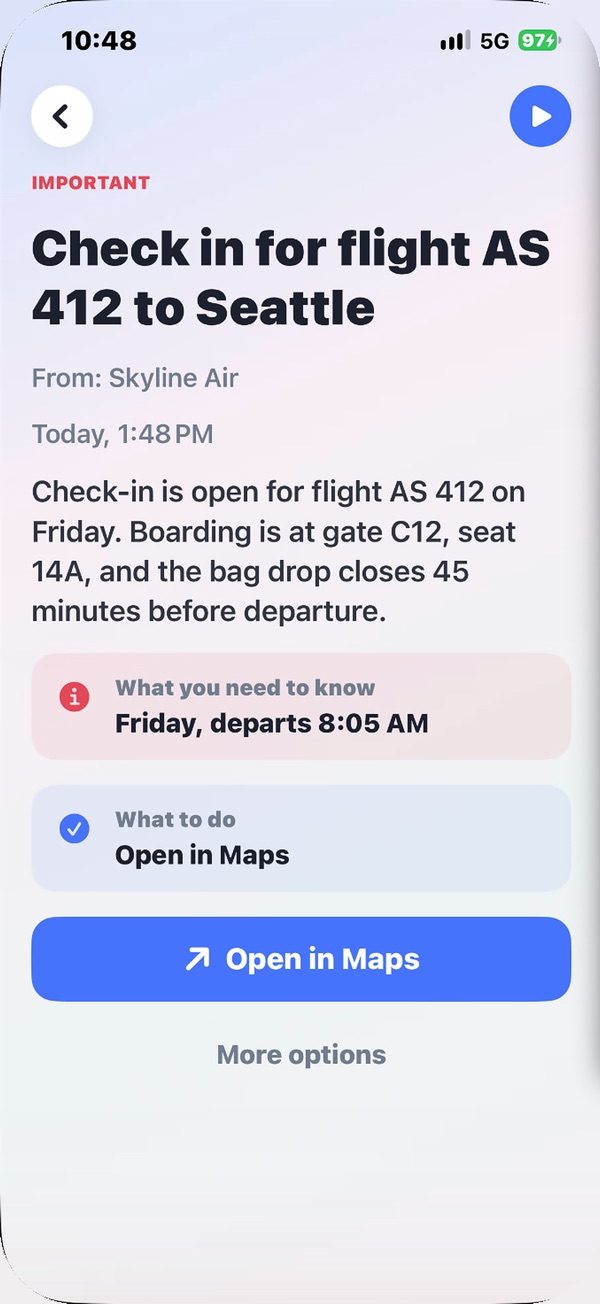 10:48
5G 97
IMPORTANT
Check in for flight AS
412 to Seattle
From: Skyline Air
Today, 1:48 PM
Check-in is open for flight AS 412 on
Friday. Boarding is at gate C12, seat
14A, and the bag drop closes 45
minutes before departure.
What you need to know
Friday, departs 8:05 AM
What to do
Open in Maps
Open in Maps
More options